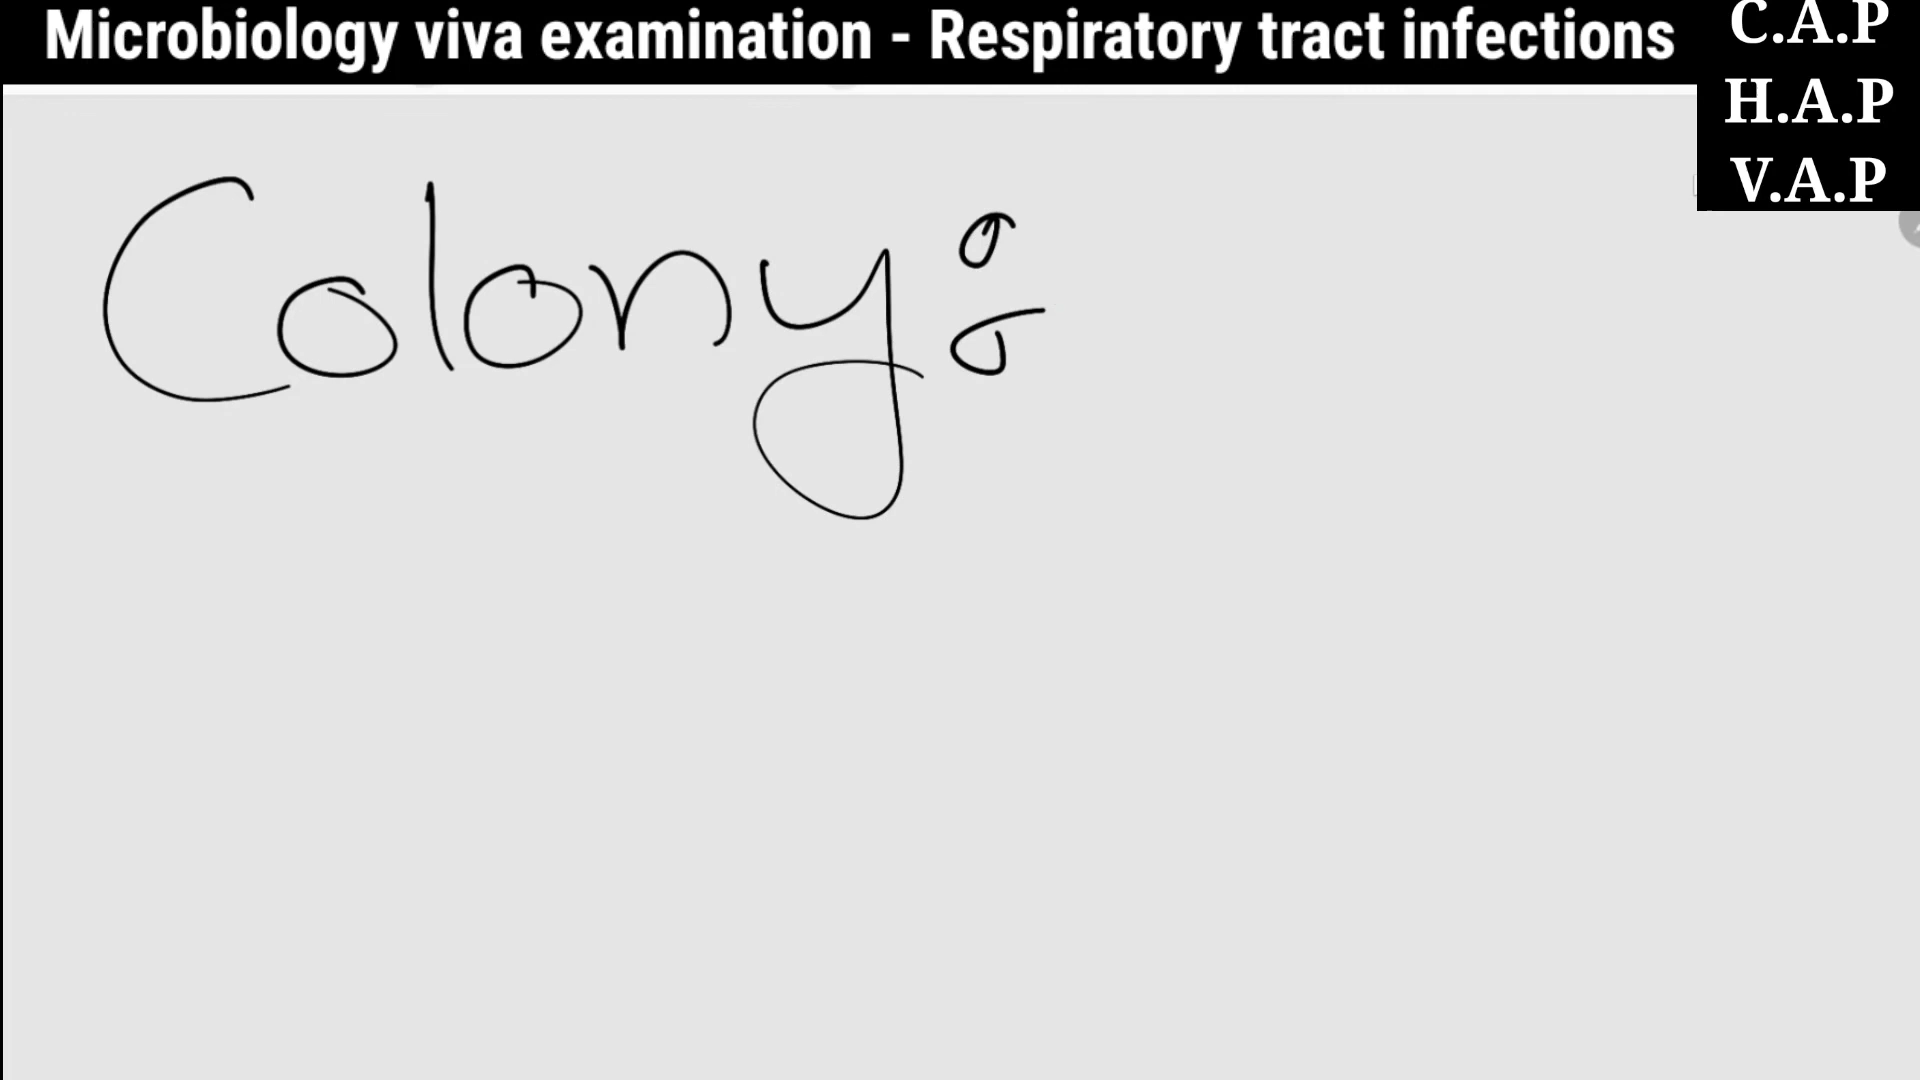 Microbiology viva examination - Respiratory tract infections
C.A.P
H.A.P
V.A.P
Colony: